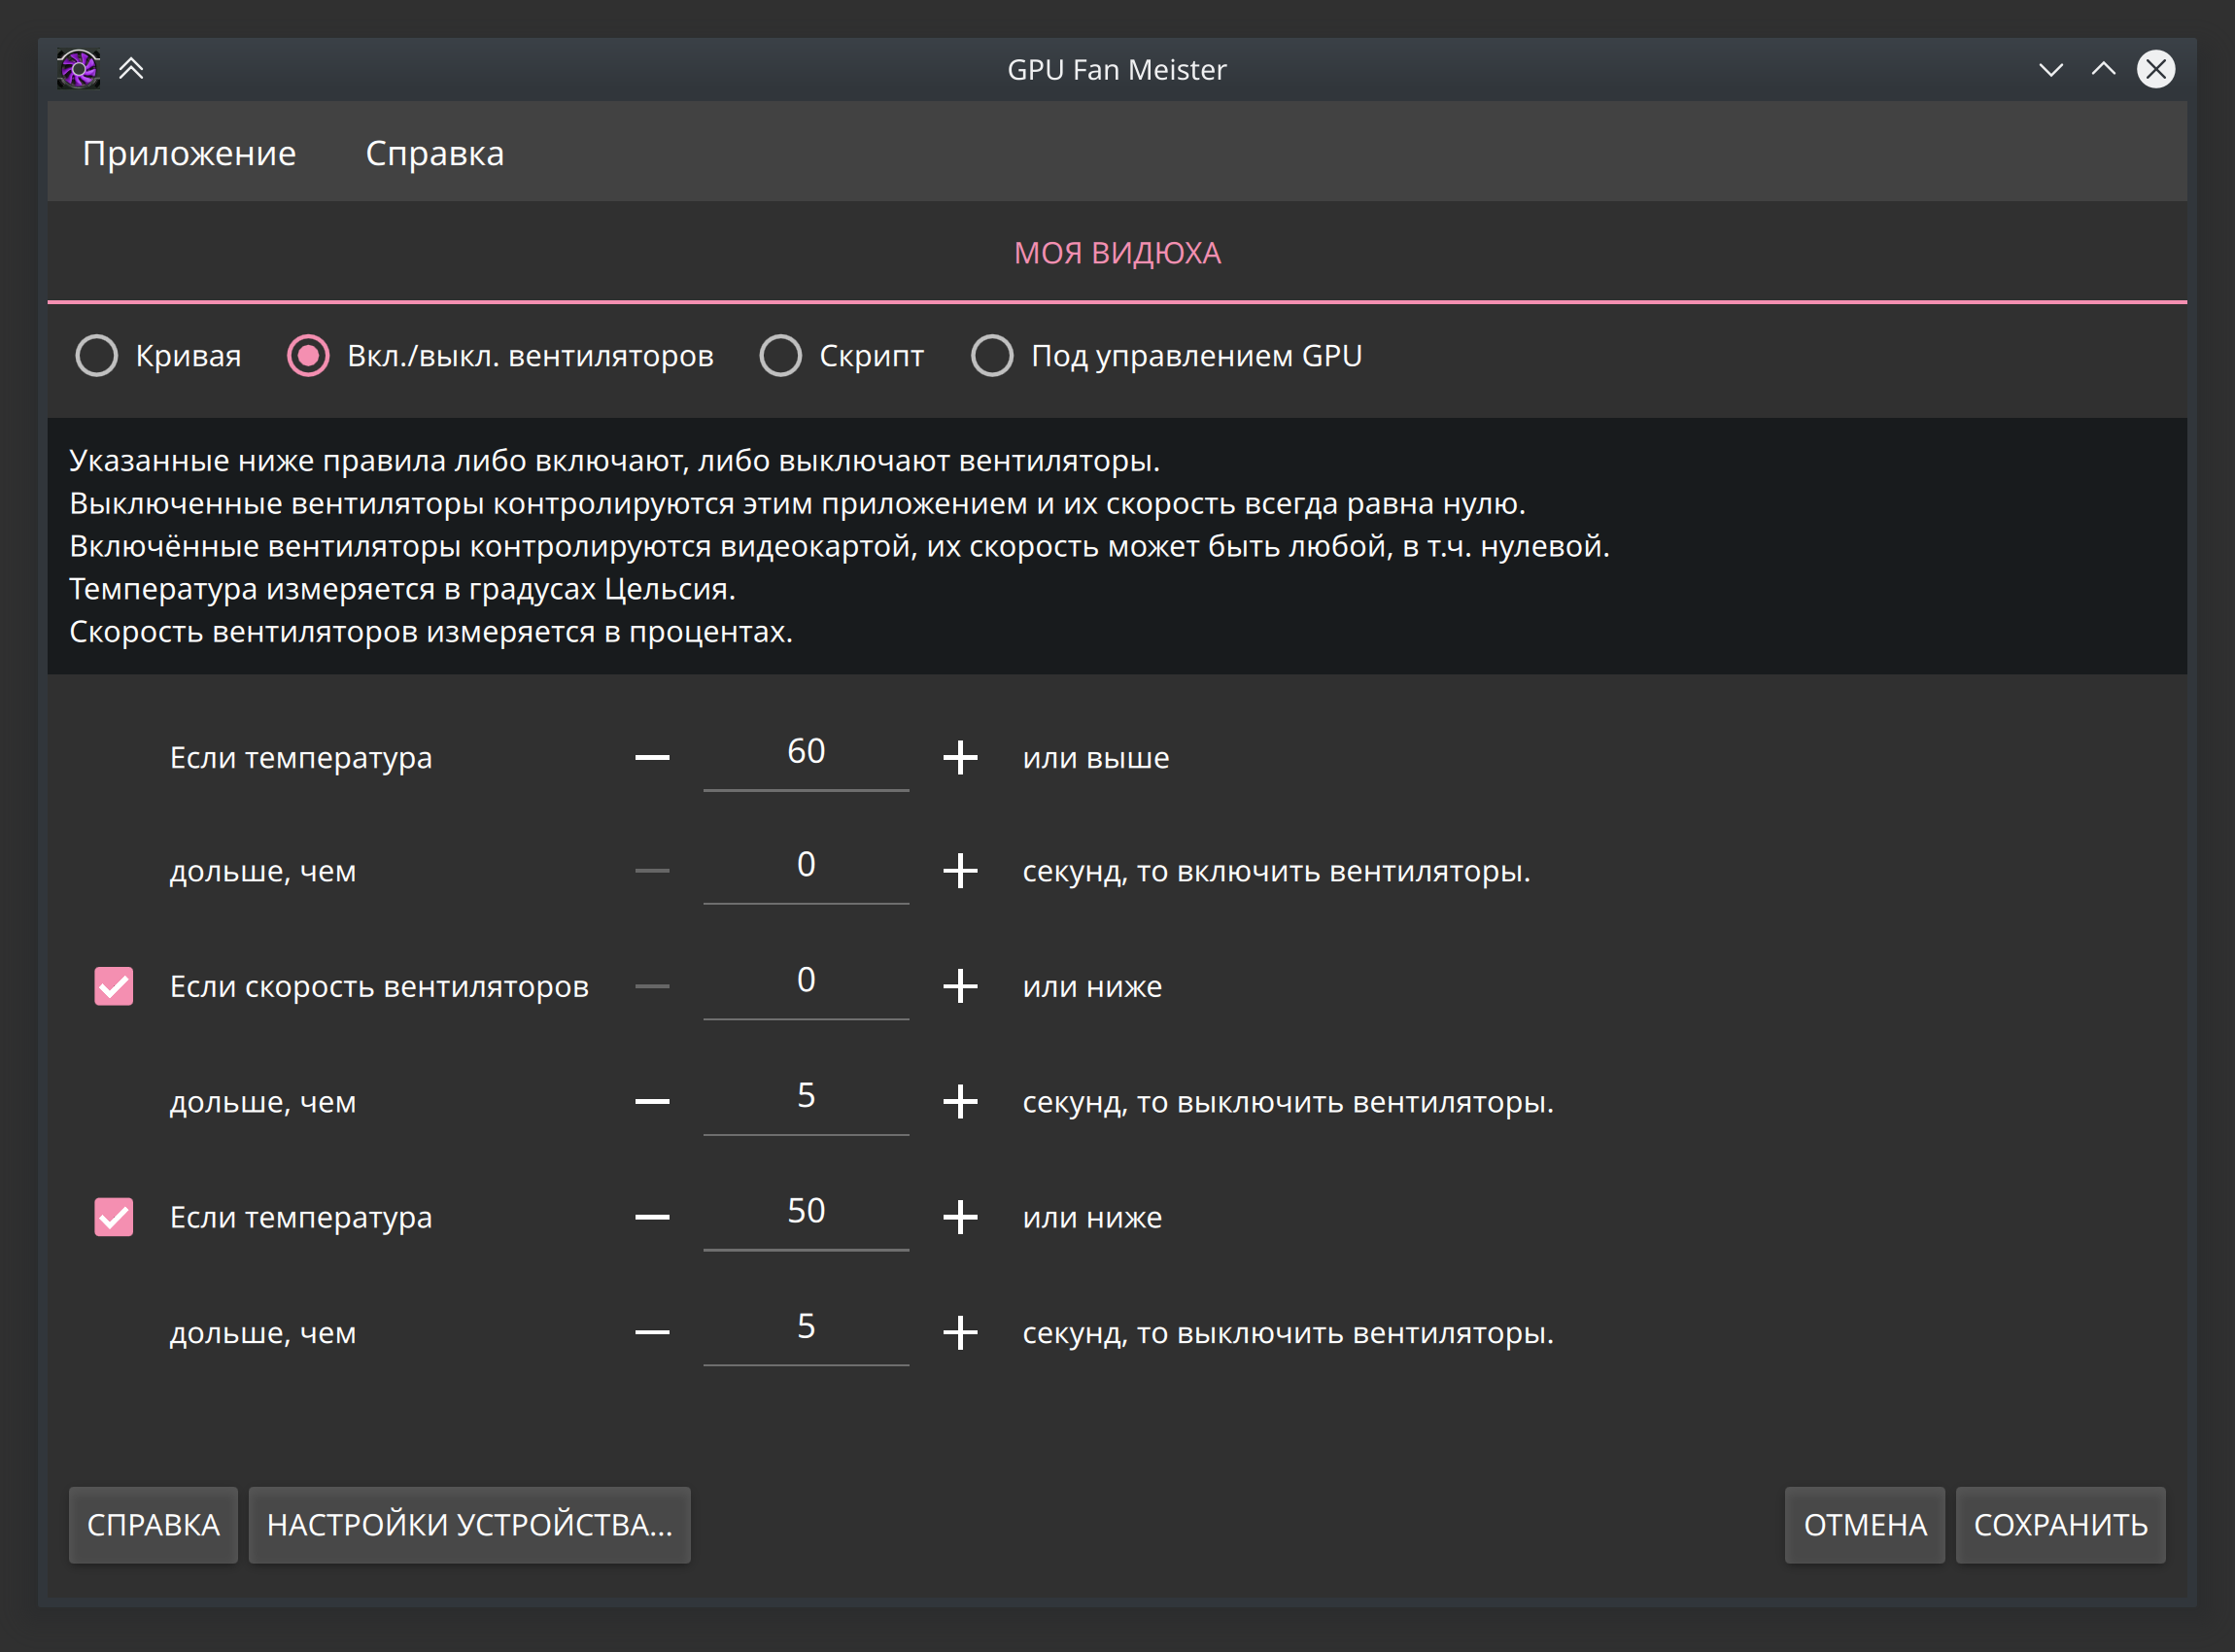 GPU Fan Meister
Приложение Справка
МОЯ ВИДЮХА
Кривая Вкл./выкл. вентиляторов Скрипт Под управлением GPU
Указанные ниже правила либо включают, либо выключают вентиляторы.
Выключенные вентиляторы контролируются этим приложением и их скорость всегда равна нулю.
Включённые вентиляторы контролируются видеокартой, их скорость может быть любой, в т.ч. нулевой.
Температура измеряется в градусах Цельсия.
Скорость вентиляторов измеряется в процентах.
Если температура — 60 + или выше
дольше, чем — 0 + секунд, то включить вентиляторы.
Если скорость вентиляторов — 0 + или ниже
дольше, чем — 5 + секунд, то выключить вентиляторы.
Если температура — 50 + или ниже
дольше, чем — 5 + секунд, то выключить вентиляторы.
СПРАВКА НАСТРОЙКИ УСТРОЙСТВА... ОТМЕНА СОХРАНИТЬ